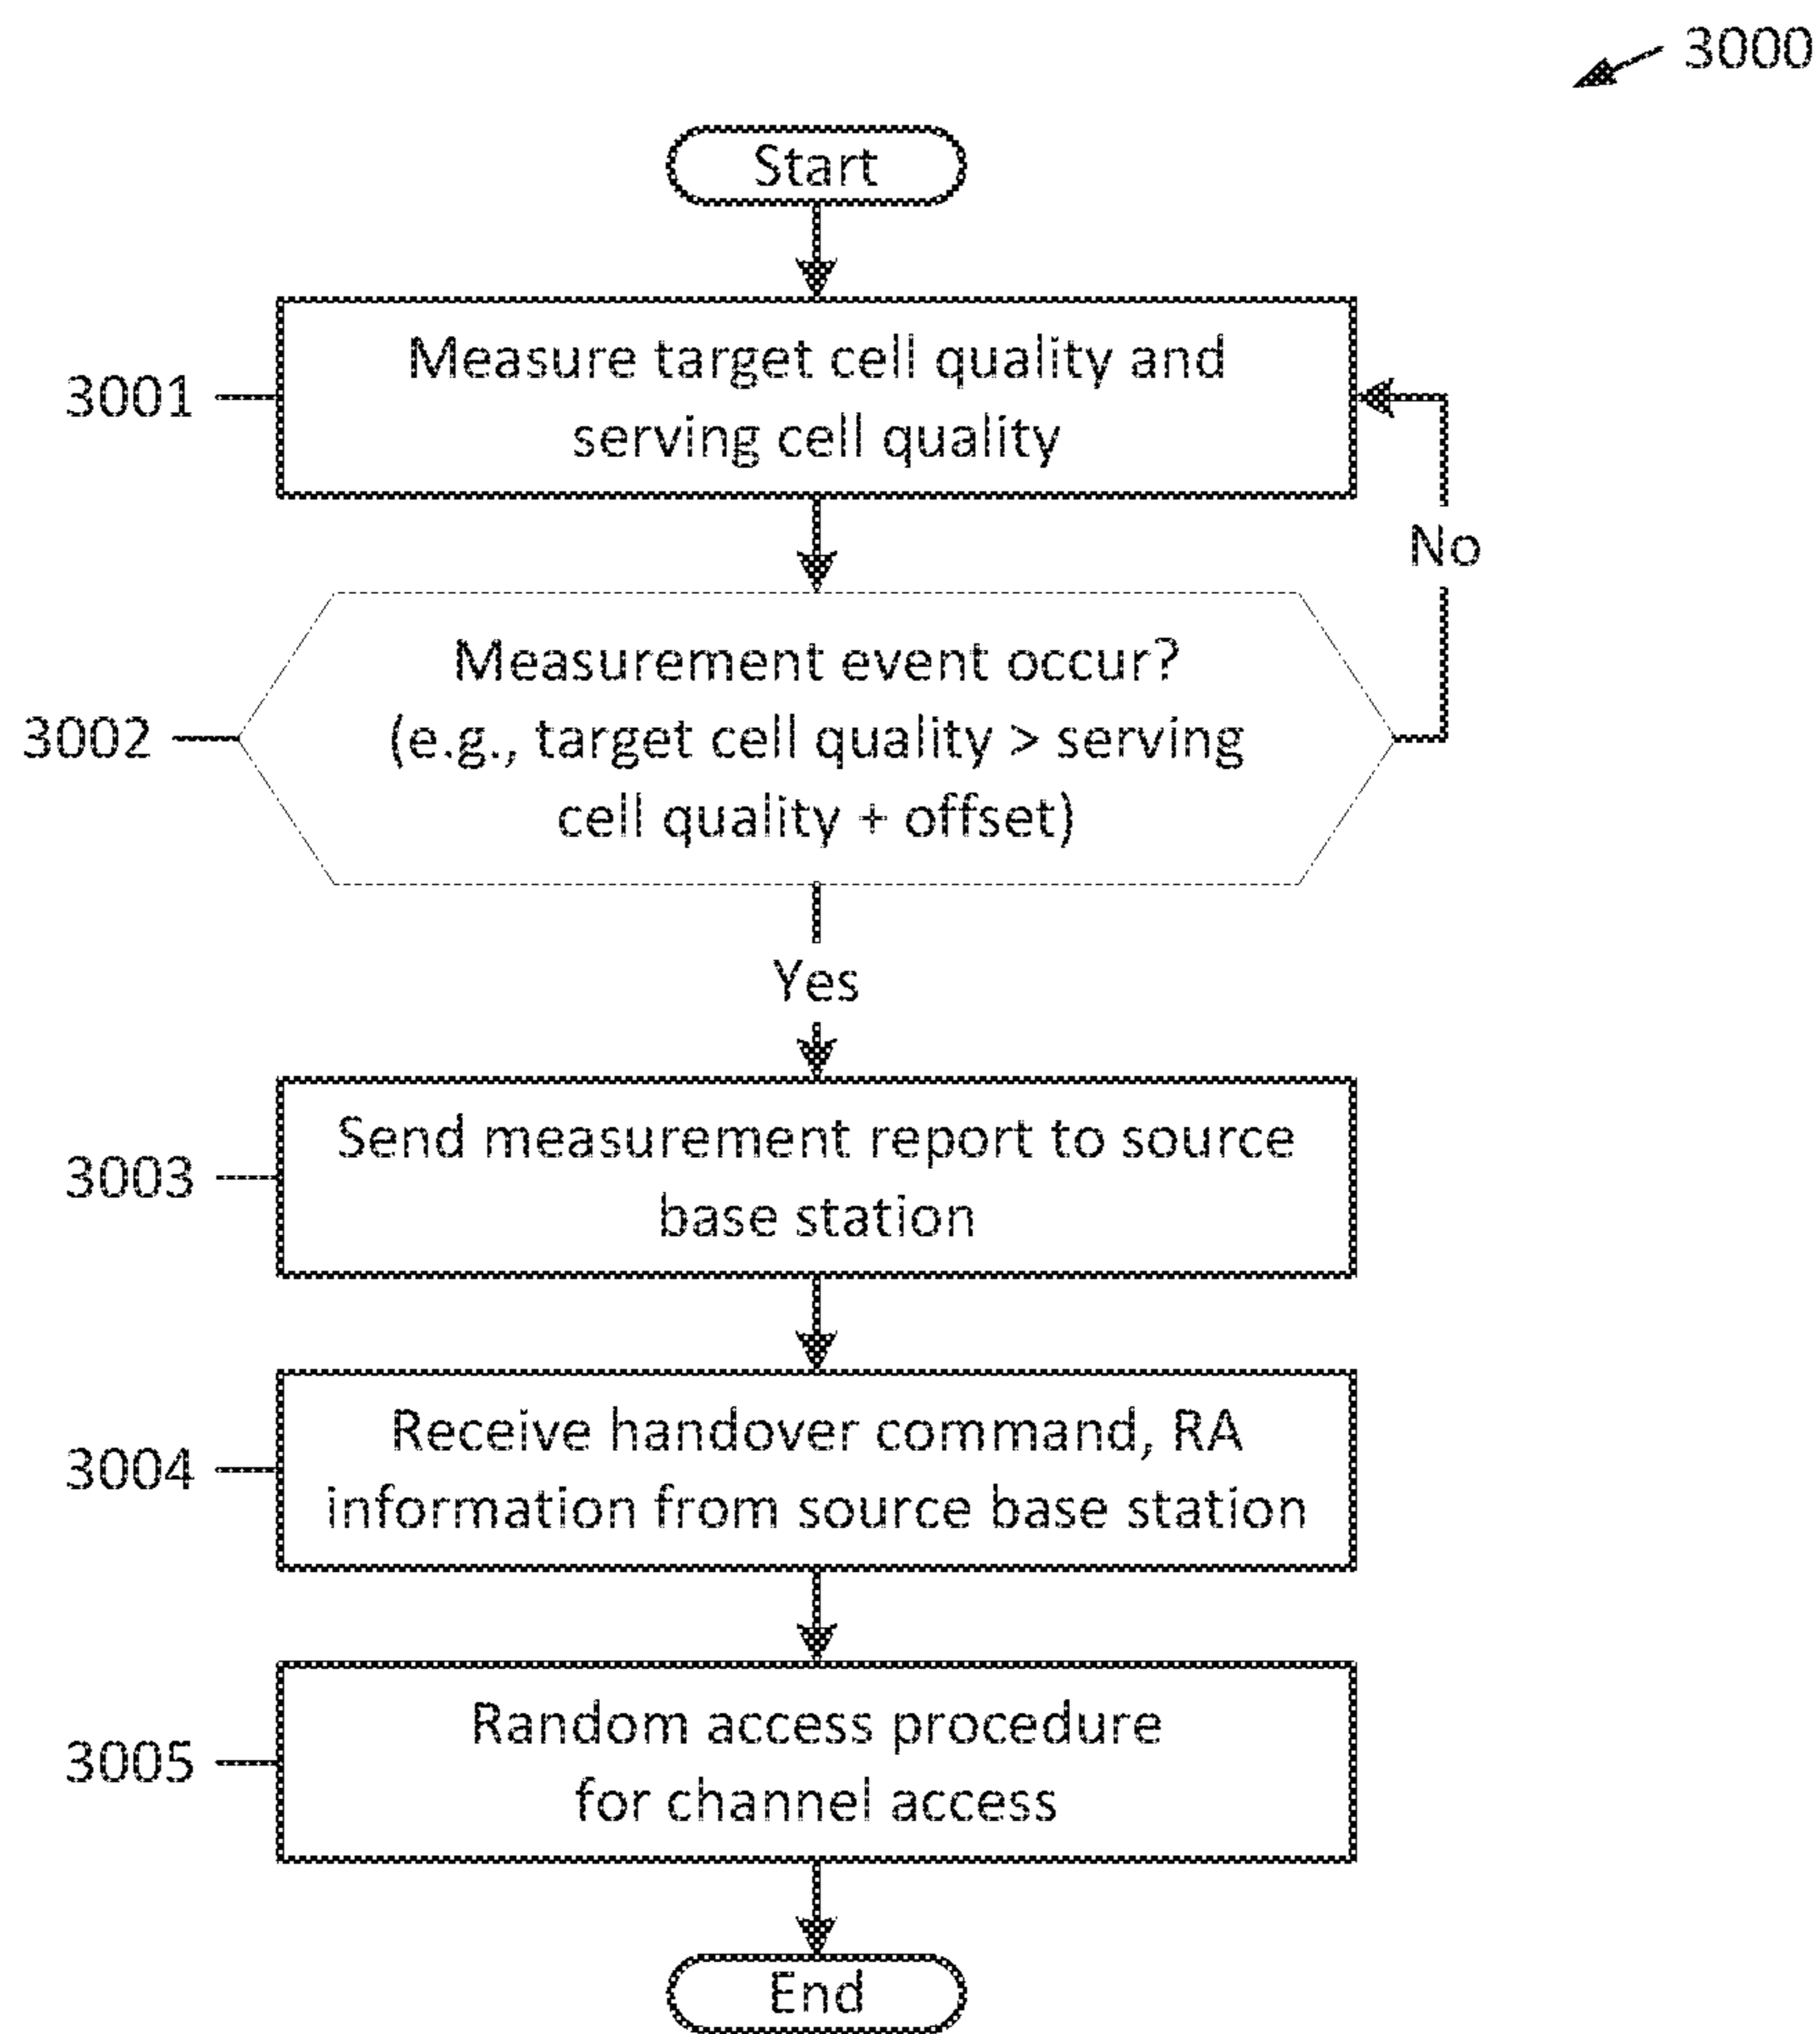 3000
Start
3001
Measure target cell quality and
serving cell quality
No
3002
Measurement event occur?
(e.g., target cell quality > serving
cell quality + offset)
Yes
3003
Send measurement report to source
base station
3004
Receive handover command, RA
information from source base station
3005
Random access procedure
for channel access
End